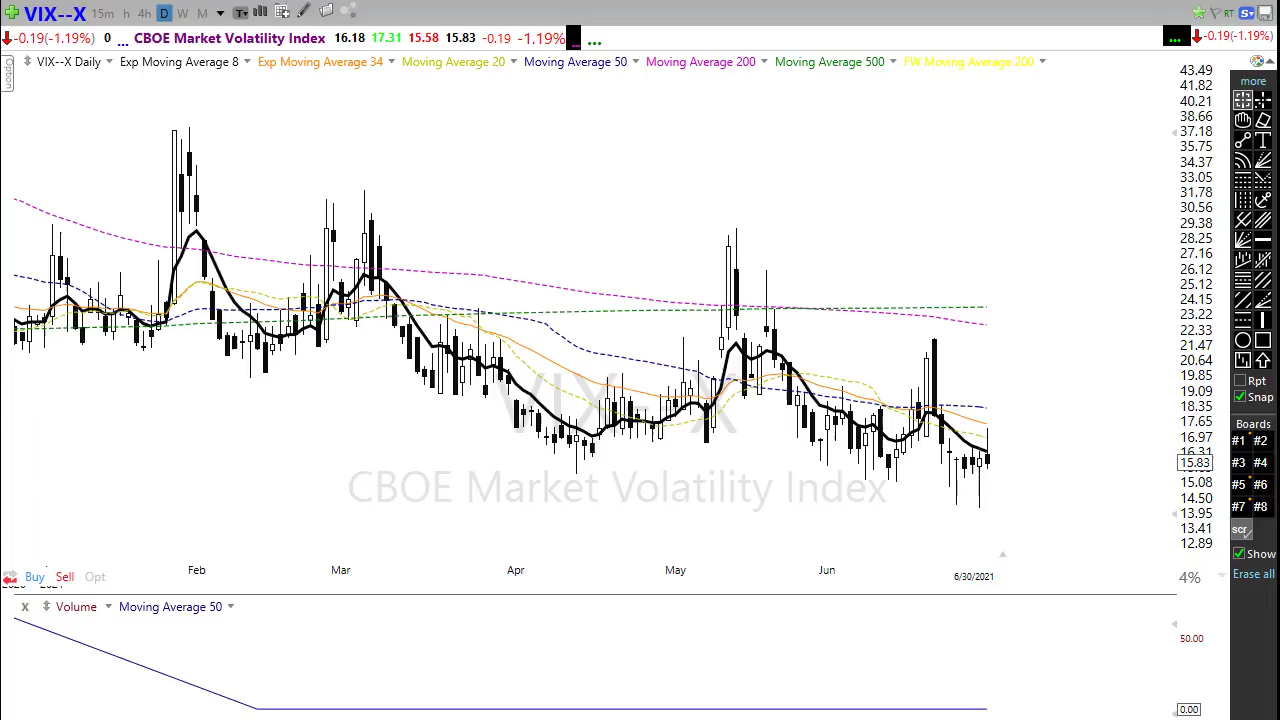 VIX--X 15m h 4h D W M T RT S
-0.19(-1.19%) 0 ... CBOE Market Volatility Index 16.18 17.31 15.58 15.83 -0.19 -1.19% ... ... ... -0.19(-1.19%)
Option VIX--X Daily Exp Moving Average 8 Exp Moving Average 34 Moving Average 20 Moving Average 50 Moving Average 200 Moving Average 500 FW Moving Average 200
43.49
41.82
40.21
38.66
37.18
35.75
34.37
33.05
31.78
30.56
29.38
28.25
27.16
26.12
25.12
24.15
23.22
22.33
21.47
20.64
19.85
19.09
18.35
17.65
16.97
16.31
15.83
15.08
14.50
13.95
13.41
12.89
VIX--X
CBOE Market Volatility Index
more
T
Rpt
Snap
Boards
#1 #2
#3 #4
#5 #6
#7 #8
scr
Show
Erase all
Feb Mar Apr May Jun 6/30/2021
Buy Sell Opt 4%
x Volume Moving Average 50
50.00
0.00